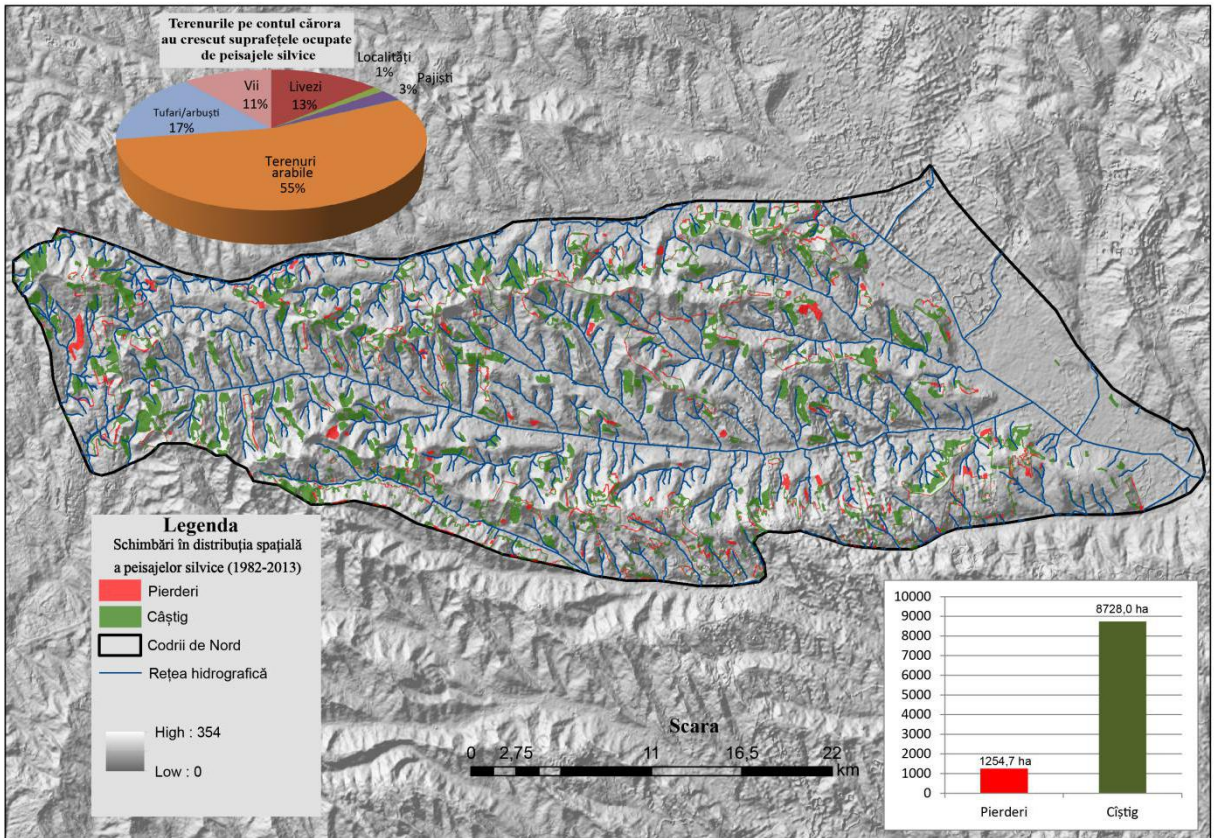 Terenurile pe contul cărora
au crescut suprafețele ocupate
de peisajele silvice
Localități
1%
Pajiști
3%
Vii
11%
Livezi
13%
Tufari/arbuști
17%
Terenuri
arabile
55%
Legenda
Schimbări în distribuția spațială
a peisajelor silvice (1982-2013)
Pierderi
Câștig
Codrii de Nord
Rețea hidrografică
High : 354
Low : 0
Scara
0 2,75 11 16,5 22
km
10000
9000
8000
7000
6000
5000
4000
3000
2000
1000
0
8728,0 ha
1254,7 ha
Pierderi Cîștig